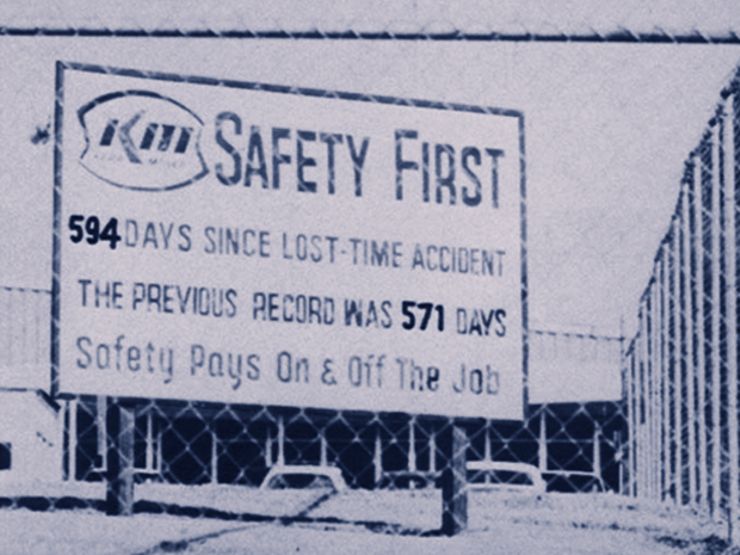 KM
SAFETY FIRST
594 DAYS SINCE LOST-TIME ACCIDENT
THE PREVIOUS RECORD WAS 571 DAYS
Safety Pays On & Off The Job